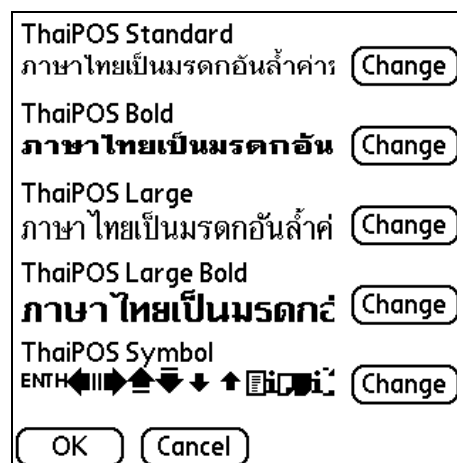 ThaiPOS Standard
ภาษาไทยเป็นมรดกอันล้ำค่า Change
ThaiPOS Bold
ภาษาไทยเป็นมรดกอัน Change
ThaiPOS Large
ภาษาไทยเป็นมรดกอันล้ำค่ Change
ThaiPOS Large Bold
ภาษาไทยเป็นมรดก Change
ThaiPOS Symbol
ENTH Change
OK Cancel